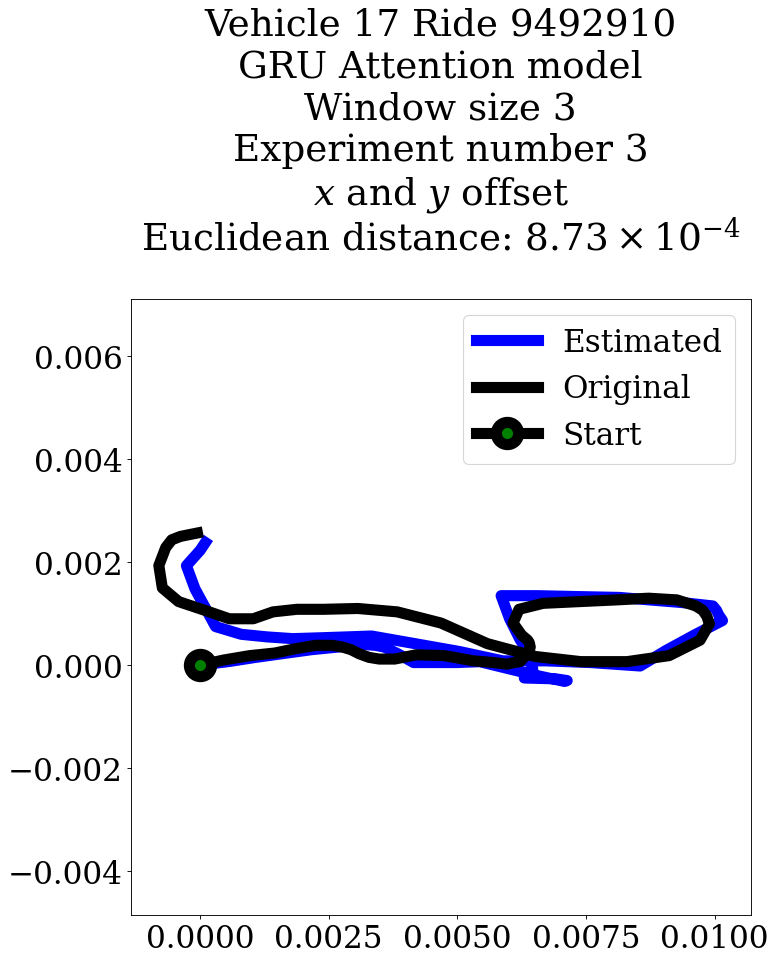 Vehicle 17 Ride 9492910
GRU Attention model
Window size 3
Experiment number 3
x and y offset
Euclidean distance: 8.73 × 10⁻⁴
Estimated
Original
Start
0.006
0.004
0.002
0.000
−0.002
−0.004
0.0000 0.0025 0.0050 0.0075 0.0100